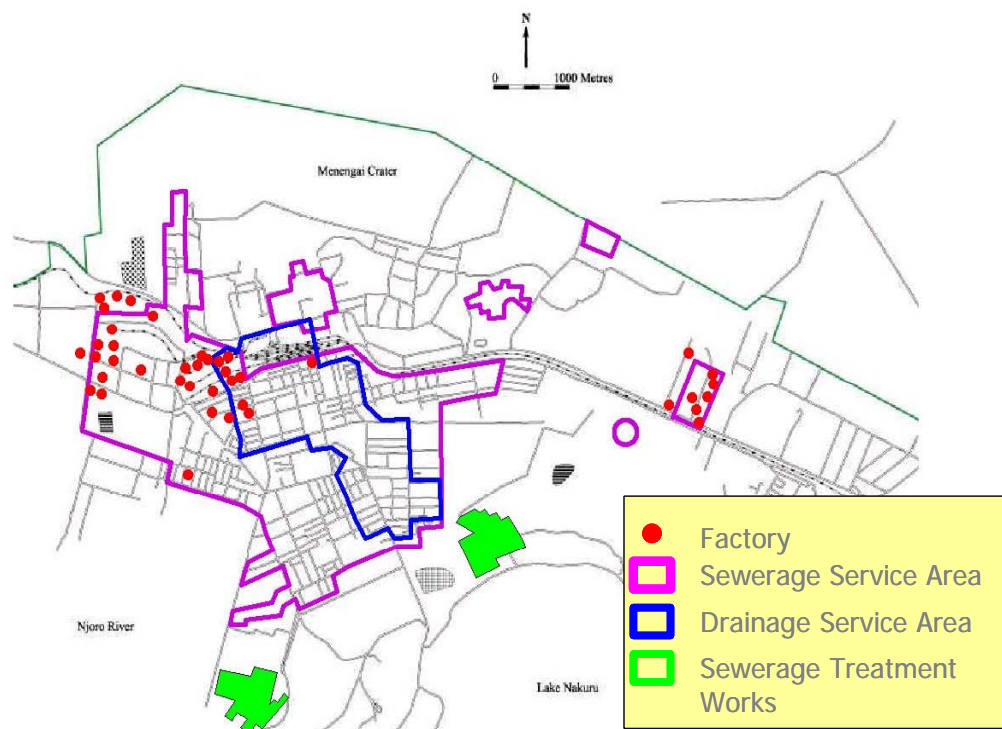 N
0 1000 Metres
Menengai Crater
Njoro River
Lake Nakuru
Factory
Sewerage Service Area
Drainage Service Area
Sewerage Treatment
Works